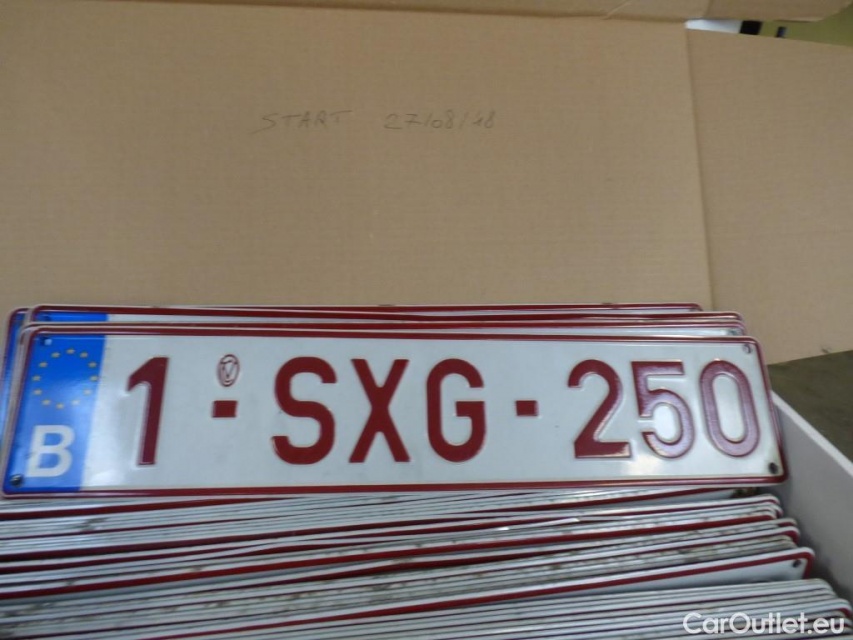 START 27/08/18
B 1-SXG-250
CarOutlet.eu